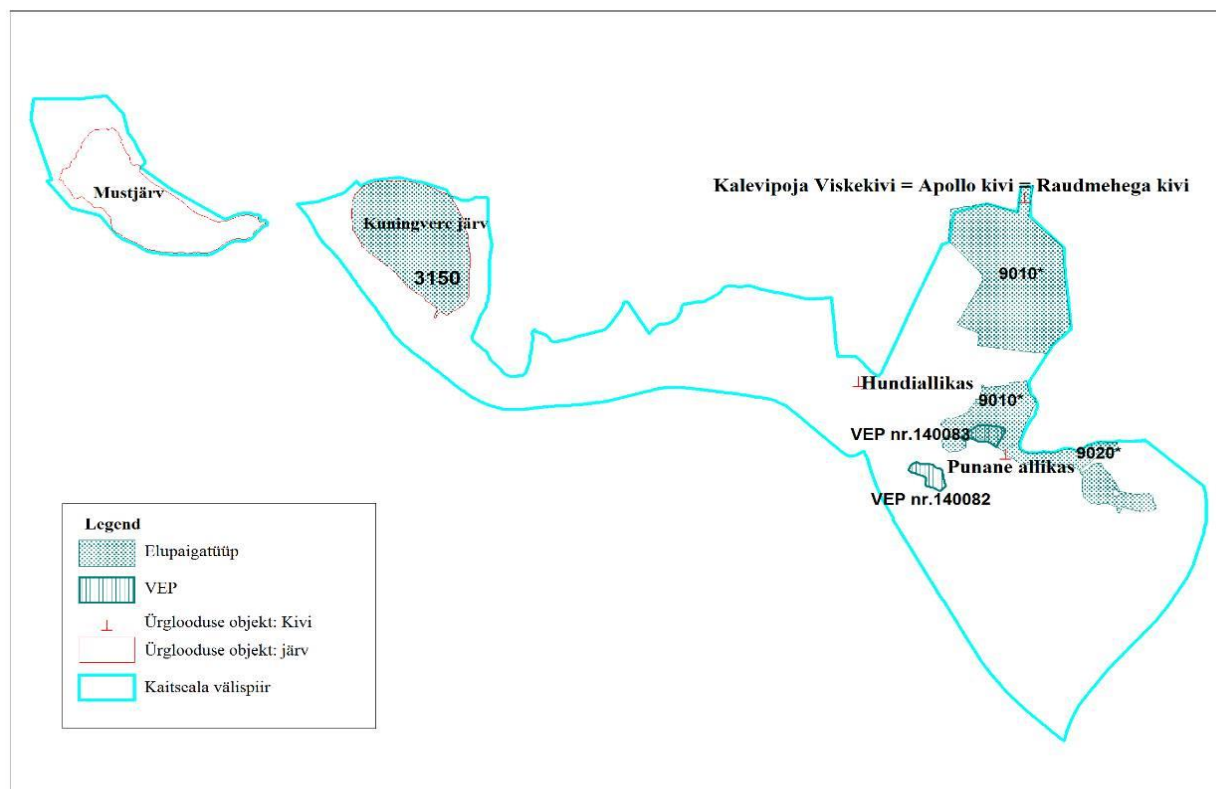 Mustjärv
Kuningvere järv
3150
Kalevipoja Viskekivi = Apollo kivi = Raudmehega kivi
9010*
Hundiallikas
9010*
VEP nr.140083
9020*
Punane allikas
VEP nr.140082
Legend
Elupaigatüüp
VEP
Ürglooduse objekt: Kivi
Ürglooduse objekt: järv
Kaitseala välispiir